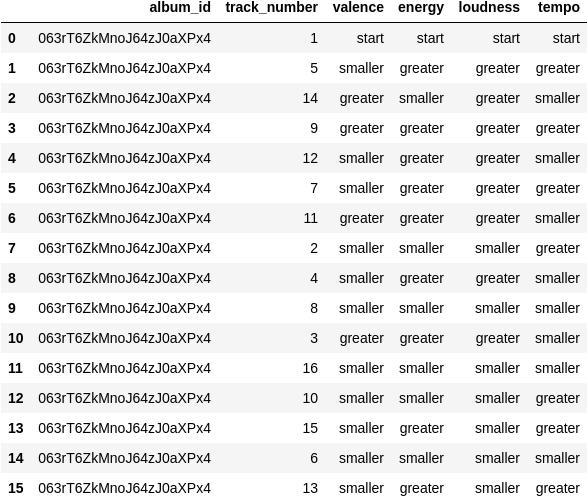 album_id track_number valence energy loudness tempo
0 063rT6ZkMnoJ64zJ0aXPx4 1 start start start start
1 063rT6ZkMnoJ64zJ0aXPx4 5 smaller greater greater greater
2 063rT6ZkMnoJ64zJ0aXPx4 14 greater smaller greater smaller
3 063rT6ZkMnoJ64zJ0aXPx4 9 greater greater greater greater
4 063rT6ZkMnoJ64zJ0aXPx4 12 smaller greater greater smaller
5 063rT6ZkMnoJ64zJ0aXPx4 7 smaller greater greater greater
6 063rT6ZkMnoJ64zJ0aXPx4 11 greater greater greater smaller
7 063rT6ZkMnoJ64zJ0aXPx4 2 smaller smaller smaller greater
8 063rT6ZkMnoJ64zJ0aXPx4 4 smaller greater greater smaller
9 063rT6ZkMnoJ64zJ0aXPx4 8 smaller smaller smaller smaller
10 063rT6ZkMnoJ64zJ0aXPx4 3 greater greater greater smaller
11 063rT6ZkMnoJ64zJ0aXPx4 16 smaller smaller smaller smaller
12 063rT6ZkMnoJ64zJ0aXPx4 10 smaller smaller smaller greater
13 063rT6ZkMnoJ64zJ0aXPx4 15 smaller greater smaller greater
14 063rT6ZkMnoJ64zJ0aXPx4 6 smaller smaller smaller smaller
15 063rT6ZkMnoJ64zJ0aXPx4 13 smaller greater smaller greater